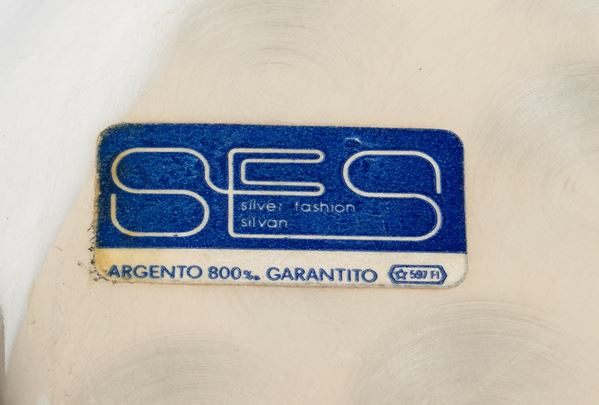 SES
silver fashion
silvan
ARGENTO 800‰ GARANTITO ☆ 597 FI